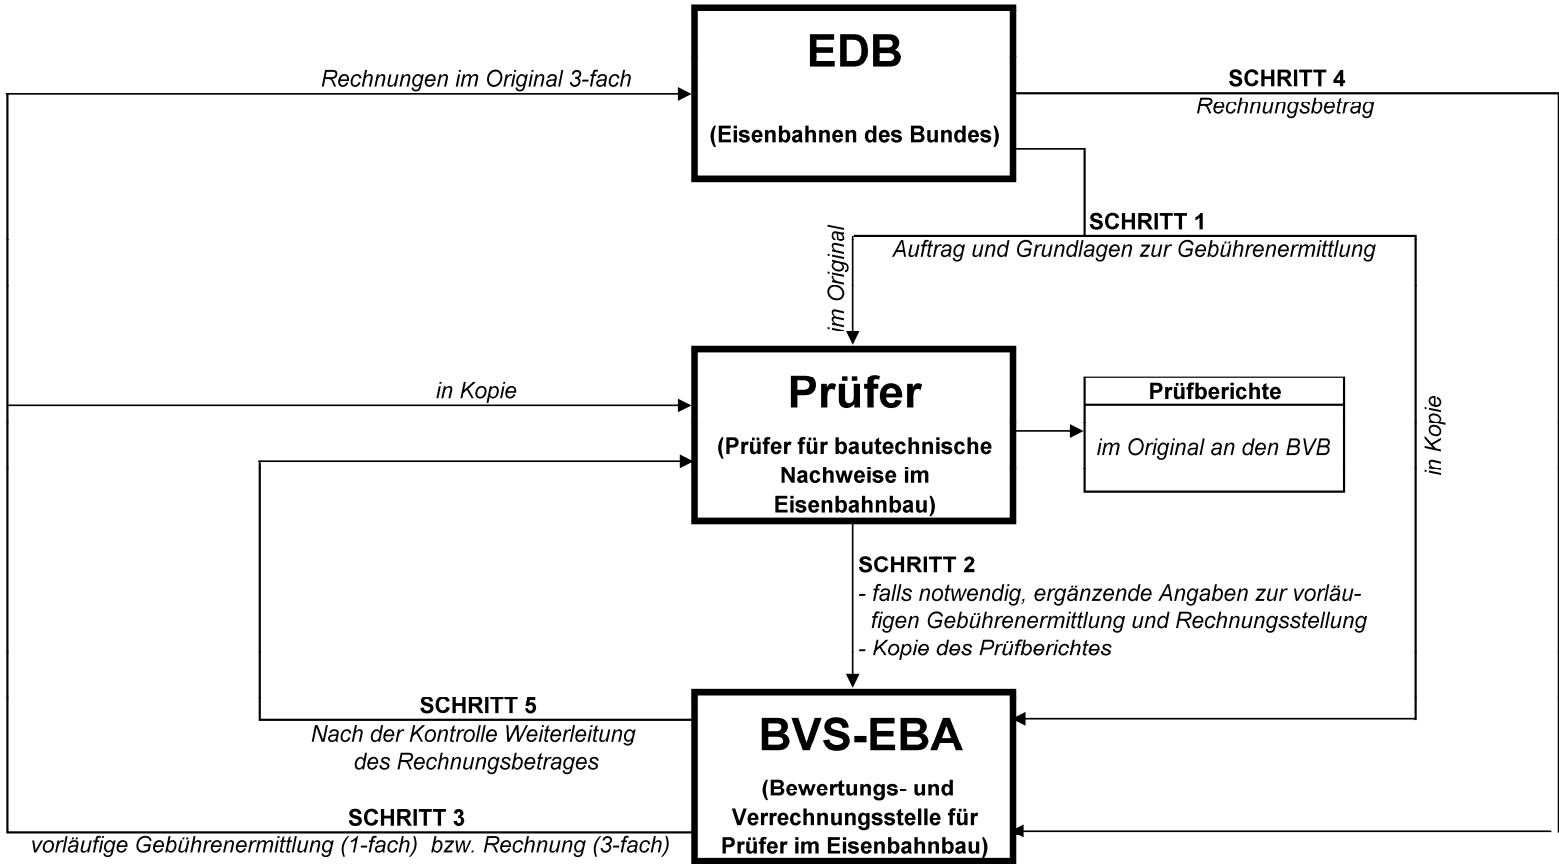 EDB
(Eisenbahnen des Bundes)
Rechnungen im Original 3-fach
SCHRITT 4
Rechnungsbetrag
SCHRITT 1
Auftrag und Grundlagen zur Gebührenermittlung
im Original
in Kopie
Prüfer
(Prüfer für bautechnische
Nachweise im
Eisenbahnbau)
in Kopie
Prüfberichte
im Original an den BVB
SCHRITT 2
- falls notwendig, ergänzende Angaben zur vorläu-
figen Gebührenermittlung und Rechnungsstellung
- Kopie des Prüfberichtes
SCHRITT 5
Nach der Kontrolle Weiterleitung
des Rechnungsbetrages
BVS-EBA
(Bewertungs- und
Verrechnungsstelle für
Prüfer im Eisenbahnbau)
SCHRITT 3
vorläufige Gebührenermittlung (1-fach) bzw. Rechnung (3-fach)